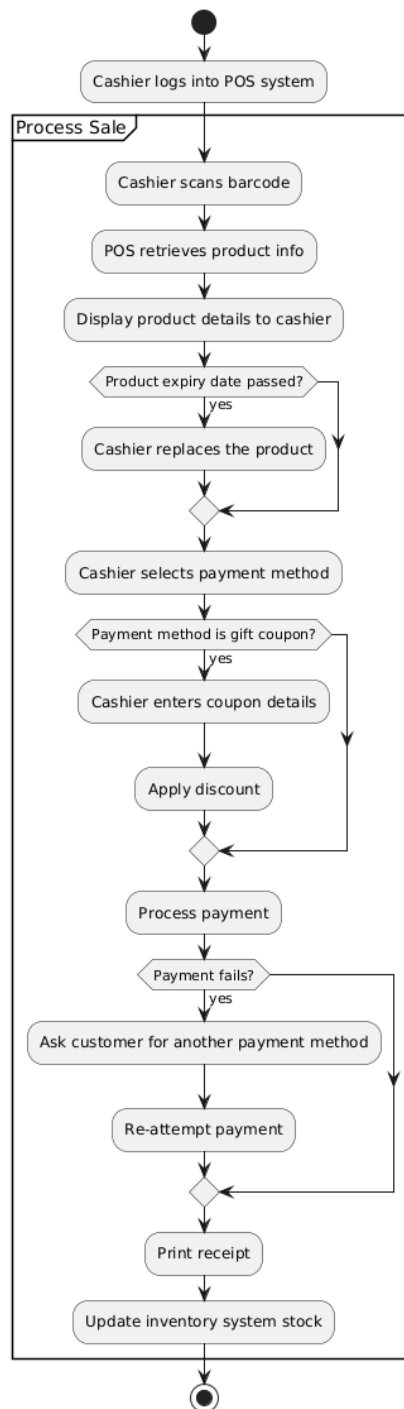 Cashier logs into POS system
Process Sale
Cashier scans barcode
POS retrieves product info
Display product details to cashier
Product expiry date passed?
yes
Cashier replaces the product
Cashier selects payment method
Payment method is gift coupon?
yes
Cashier enters coupon details
Apply discount
Process payment
Payment fails?
yes
Ask customer for another payment method
Re-attempt payment
Print receipt
Update inventory system stock